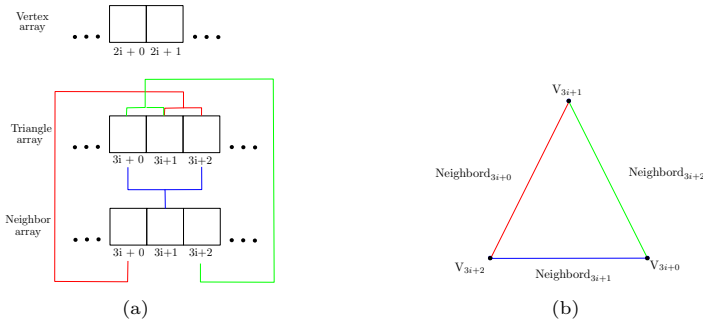 Vertex
array
2i + 0 2i + 1
Triangle
array
3i + 0 3i+1 3i+2
Neighbor
array
3i + 0 3i+1 3i+2
(a)
V3i+1
Neighbord3i+0 Neighbord3i+2
V3i+2 V3i+0
Neighbord3i+1
(b)